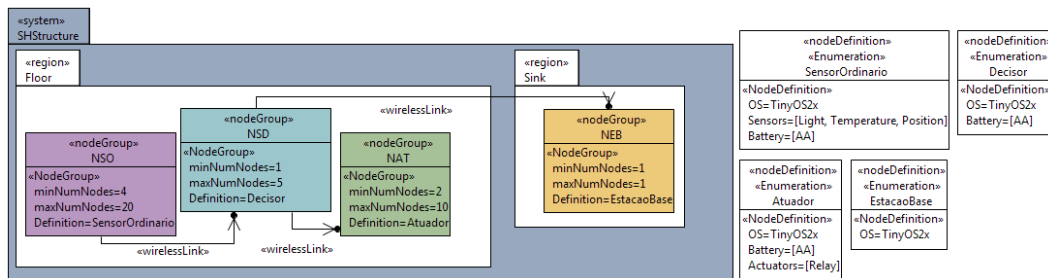 «system»
SHStructure
«region»
Floor
«nodeGroup»
NSO
«NodeGroup»
minNumNodes=4
maxNumNodes=20
Definition=SensorOrdinario
«nodeGroup»
NSD
«NodeGroup»
minNumNodes=1
maxNumNodes=5
Definition=Decisor
«nodeGroup»
NAT
«NodeGroup»
minNumNodes=2
maxNumNodes=10
Definition=Atuador
«wirelessLink»
«wirelessLink»
«wirelessLink»
«region»
Sink
«nodeGroup»
NEB
«NodeGroup»
minNumNodes=1
maxNumNodes=1
Definition=EstacaoBase
«nodeDefinition»
«Enumeration»
SensorOrdinario
«NodeDefinition»
OS=TinyOS2x
Sensors=[Light, Temperature, Position]
Battery=[AA]
«nodeDefinition»
«Enumeration»
Decisor
«NodeDefinition»
OS=TinyOS2x
Battery=[AA]
«nodeDefinition»
«Enumeration»
Atuador
«NodeDefinition»
OS=TinyOS2x
Battery=[AA]
Actuators=[Relay]
«nodeDefinition»
«Enumeration»
EstacaoBase
«NodeDefinition»
OS=TinyOS2x